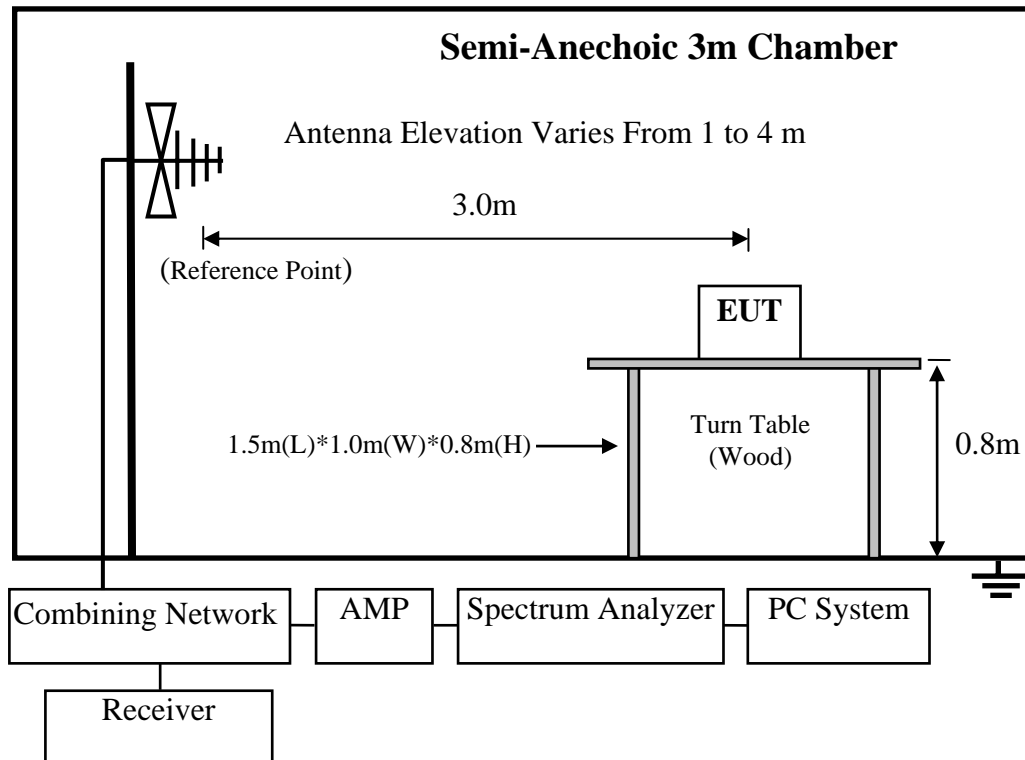 Semi-Anechoic 3m Chamber
Antenna Elevation Varies From 1 to 4 m
3.0m
(Reference Point)
EUT
1.5m(L)*1.0m(W)*0.8m(H)
Turn Table
(Wood)
0.8m
Combining Network
AMP
Spectrum Analyzer
PC System
Receiver